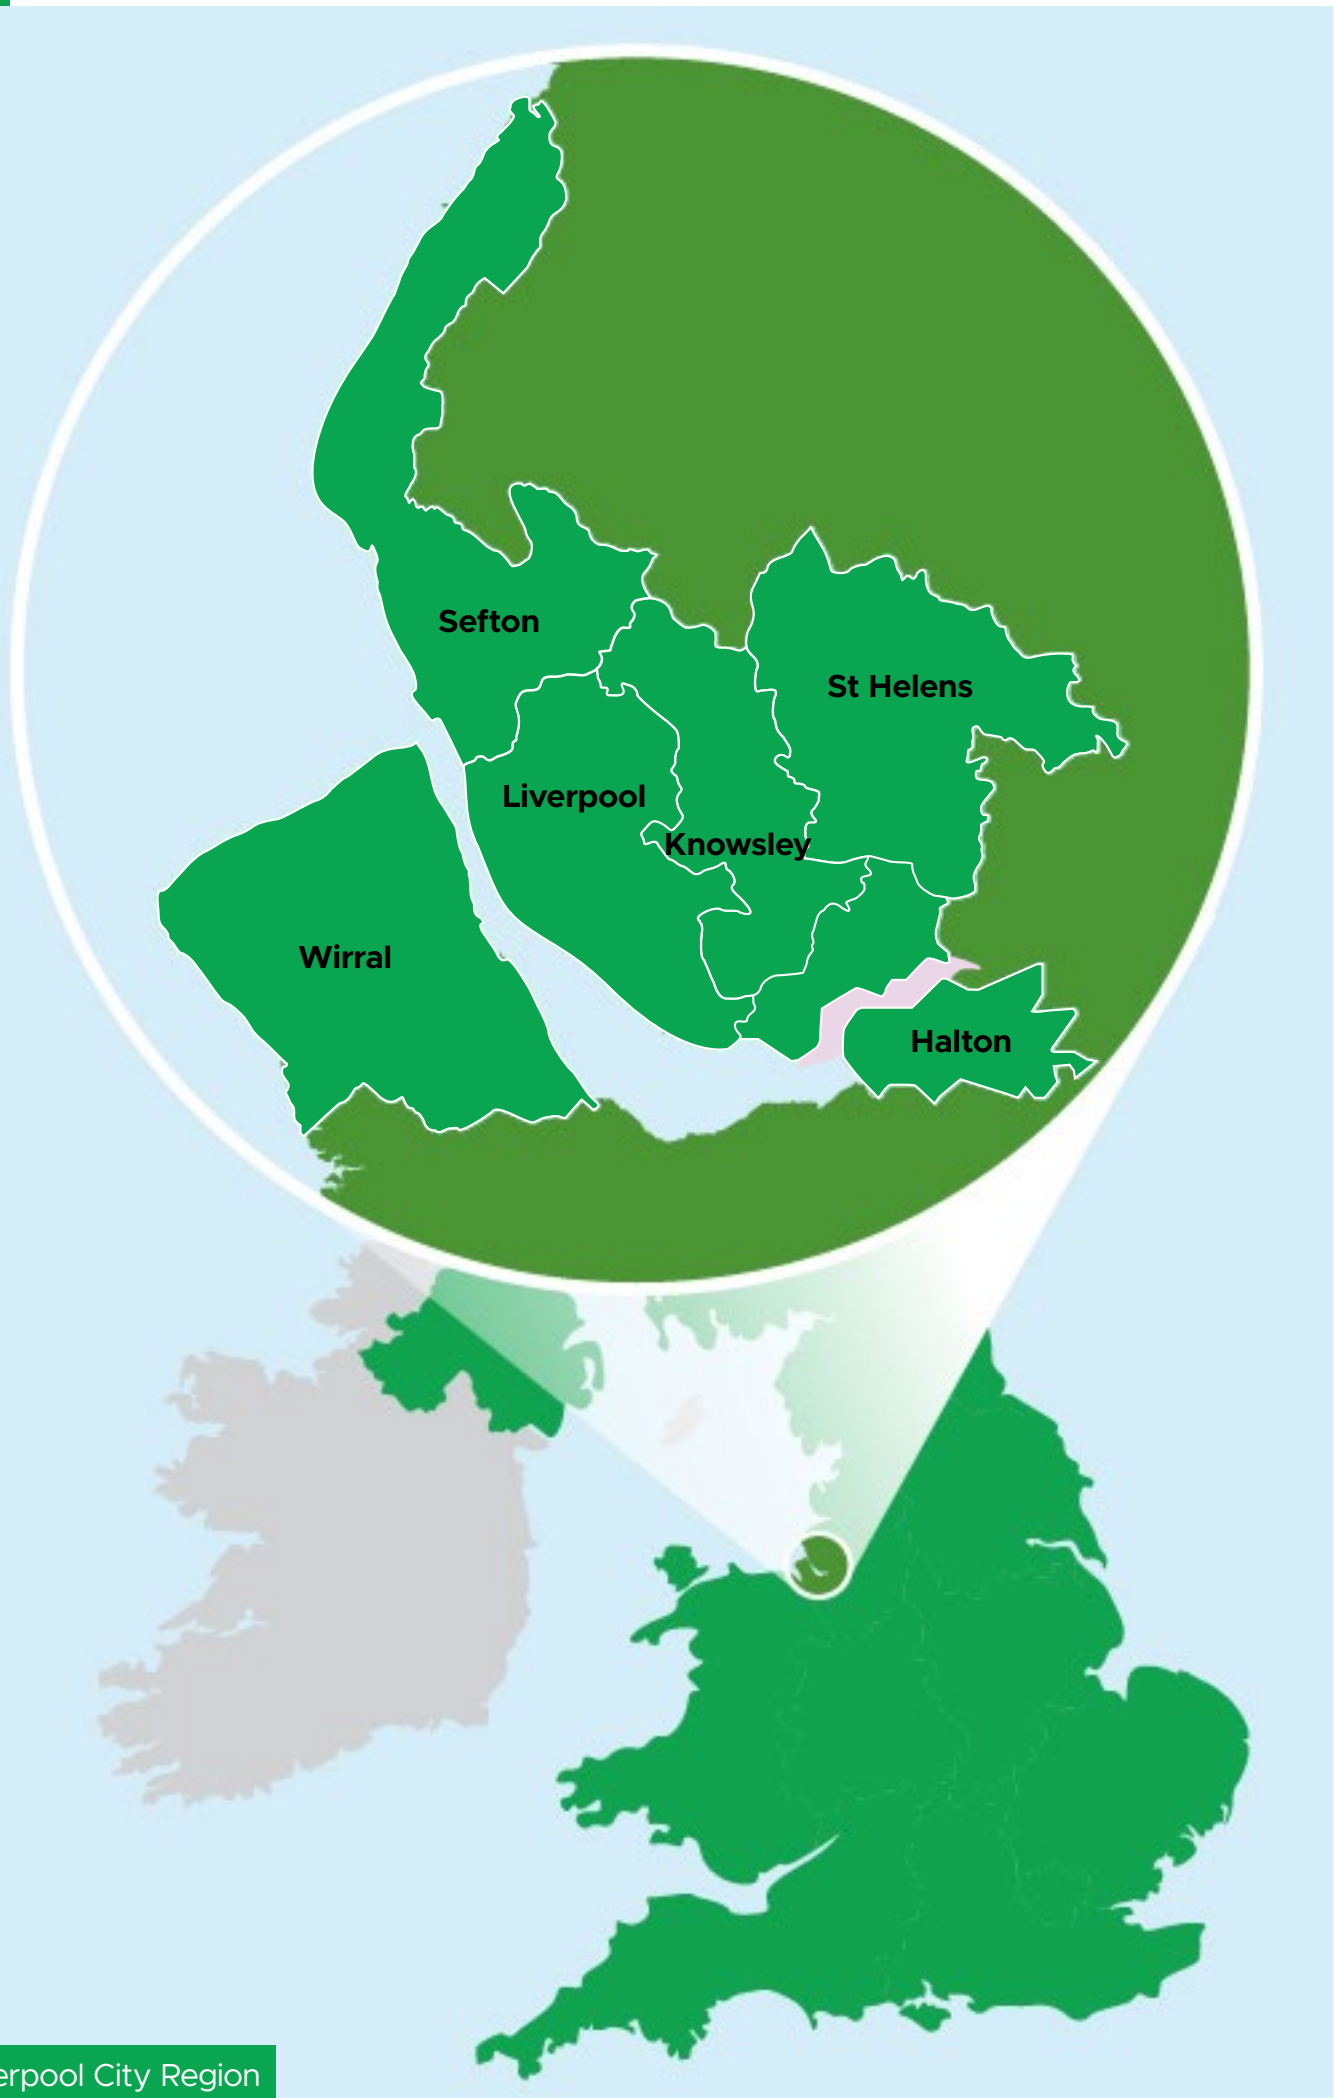 Sefton
St Helens
Liverpool
Knowsley
Wirral
Halton
erpool City Region